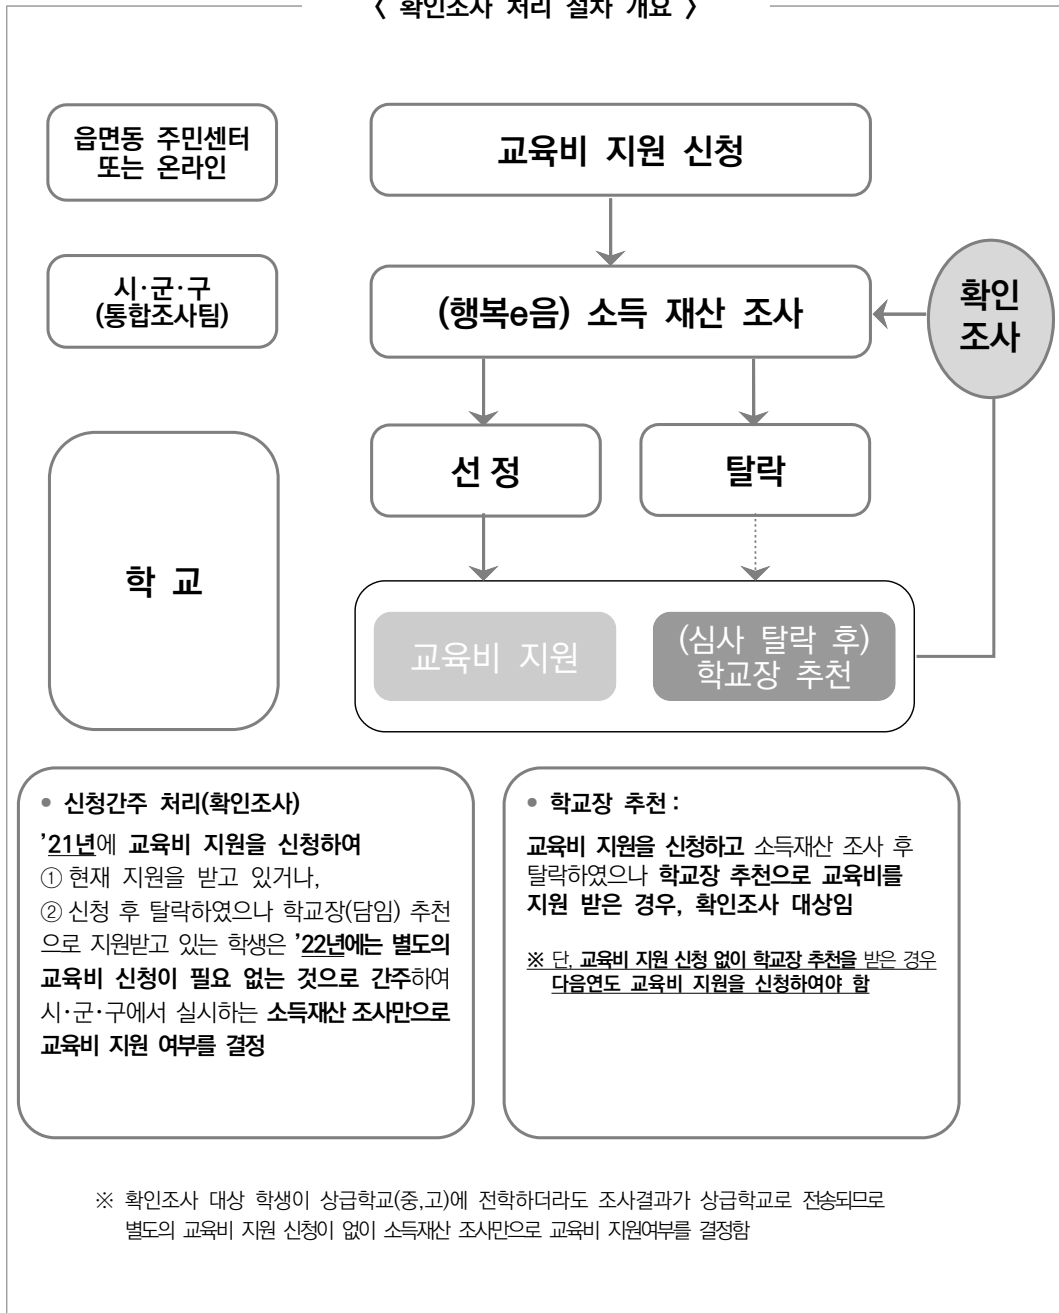 < 확인조사 처리 절차 개요 >
읍면동 주민센터
또는 온라인
교육비 지원 신청
시·군·구
(통합조사팀)
(행복e음) 소득 재산 조사
확인
조사
선 정
탈락
학 교
교육비 지원
(심사 탈락 후)
학교장 추천
• 신청간주 처리(확인조사)
’21년에 교육비 지원을 신청하여
① 현재 지원을 받고 있거나,
② 신청 후 탈락하였으나 학교장(담임) 추천
으로 지원받고 있는 학생은 ’22년에는 별도의
교육비 신청이 필요 없는 것으로 간주하여
시·군·구에서 실시하는 소득재산 조사만으로
교육비 지원 여부를 결정
• 학교장 추천 :
교육비 지원을 신청하고 소득재산 조사 후
탈락하였으나 학교장 추천으로 교육비를
지원 받은 경우, 확인조사 대상임
※ 단, 교육비 지원 신청 없이 학교장 추천을 받은 경우
다음연도 교육비 지원을 신청하여야 함
※ 확인조사 대상 학생이 상급학교(중,고)에 전학하더라도 조사결과가 상급학교로 전송되므로
별도의 교육비 지원 신청이 없이 소득재산 조사만으로 교육비 지원여부를 결정함